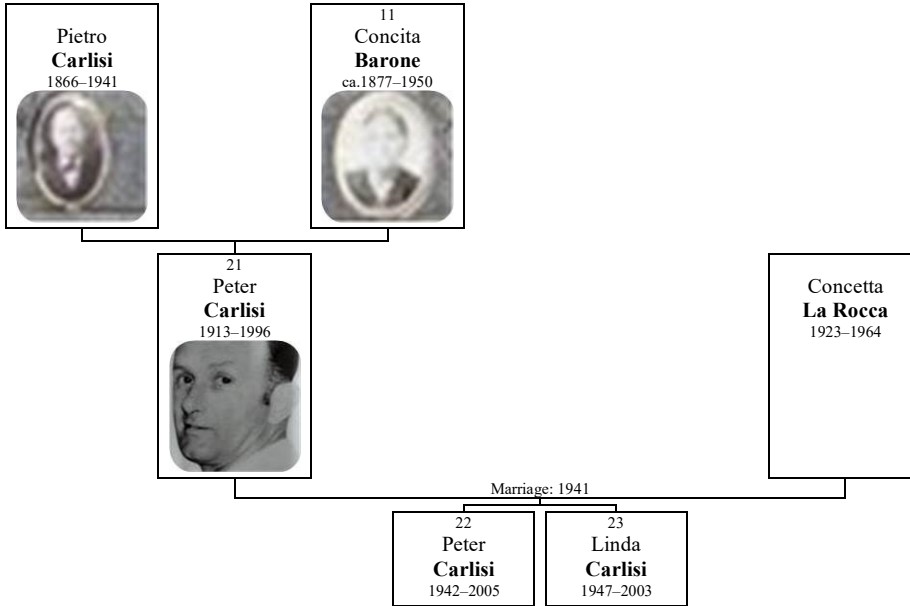 Pietro
Carlisi
1866–1941
11
Concita
Barone
ca.1877–1950
21
Peter
Carlisi
1913–1996
Concetta
La Rocca
1923–1964
Marriage: 1941
22
Peter
Carlisi
1942–2005
23
Linda
Carlisi
1947–2003